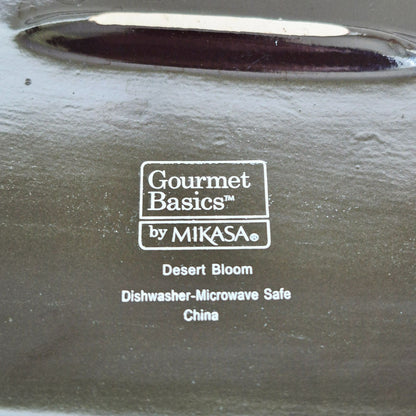 Gourmet
Basics™
by MIKASA®
Desert Bloom
Dishwasher-Microwave Safe
China